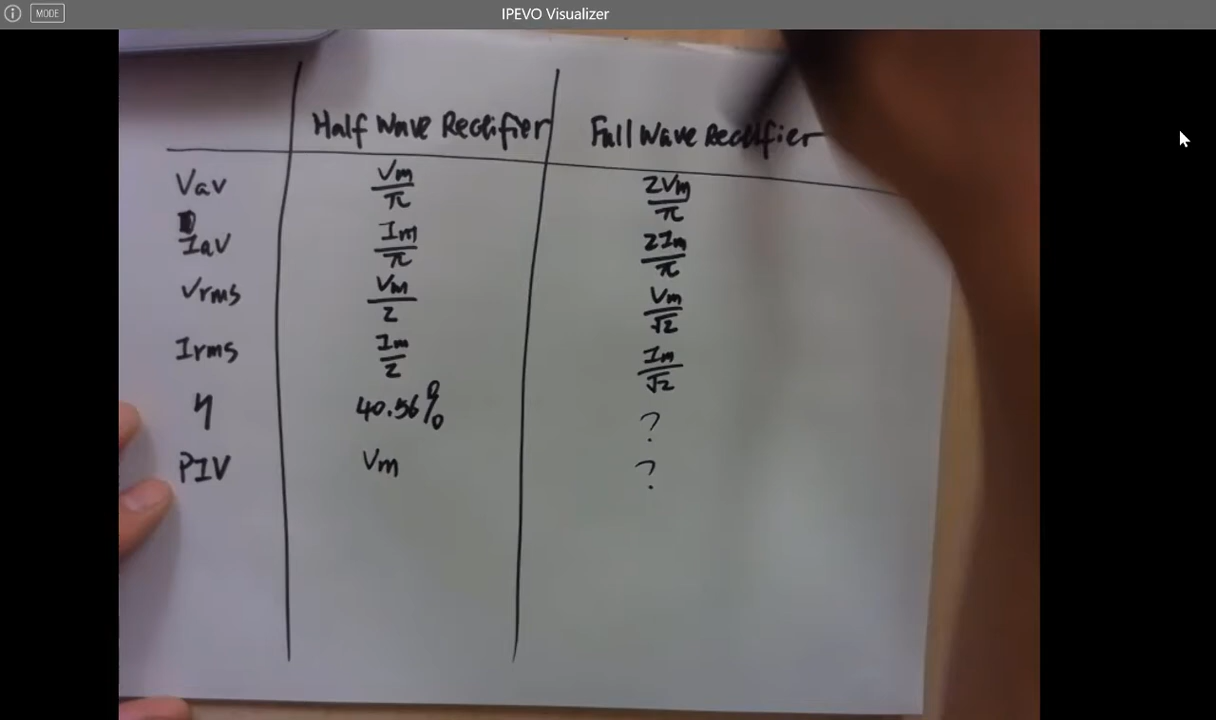 MODE IPEVO Visualizer
Half Wave Rectifier Full Wave Rectifier
Vav Vm/π 2Vm/π
Iav Im/π 2Im/π
Vrms Vm/2 Vm/√2
Irms Im/2 Im/√2
η 40.56% ?
PIV Vm ?